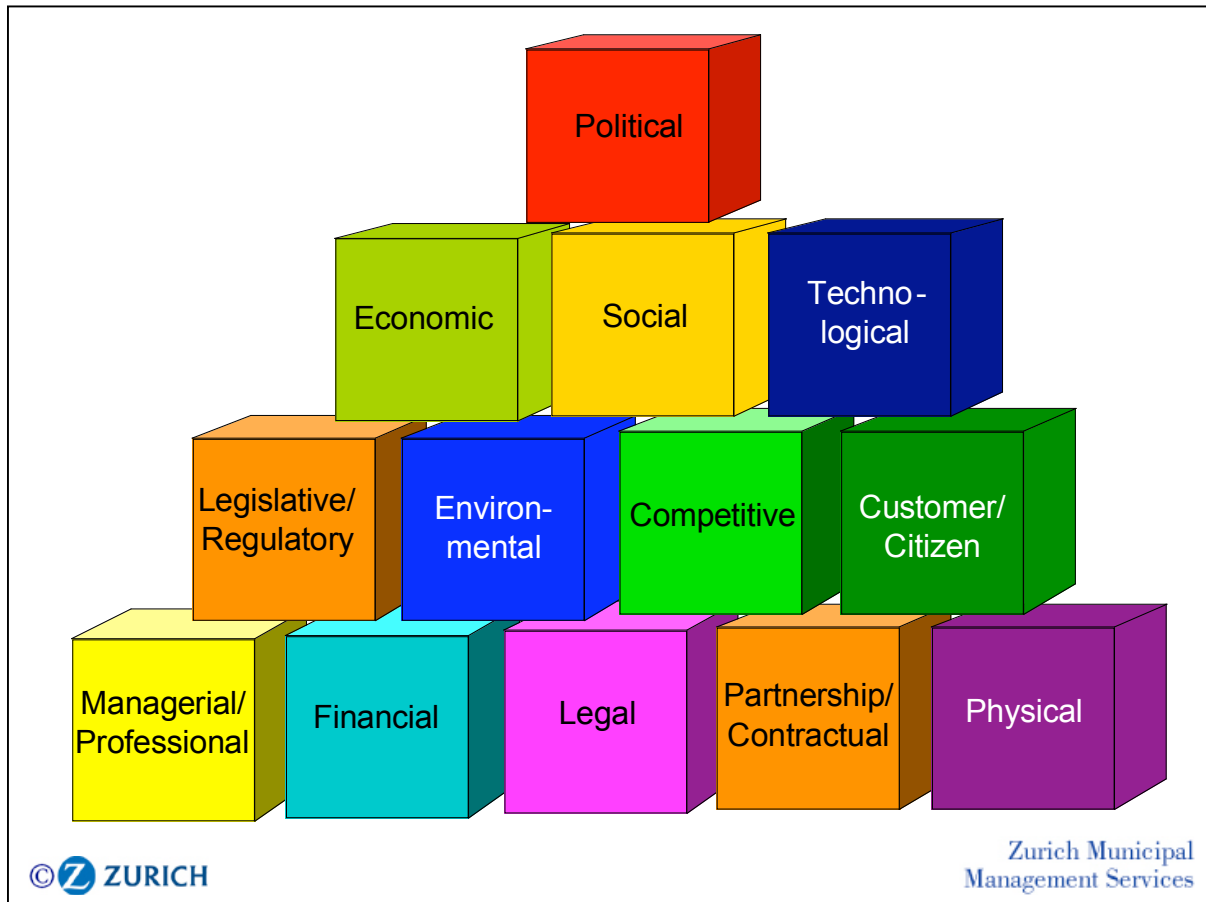 Political
Economic
Social
Techno-
logical
Legislative/
Regulatory
Environ-
mental
Competitive
Customer/
Citizen
Managerial/
Professional
Financial
Legal
Partnership/
Contractual
Physical
© Z ZURICH
Zurich Municipal
Management Services